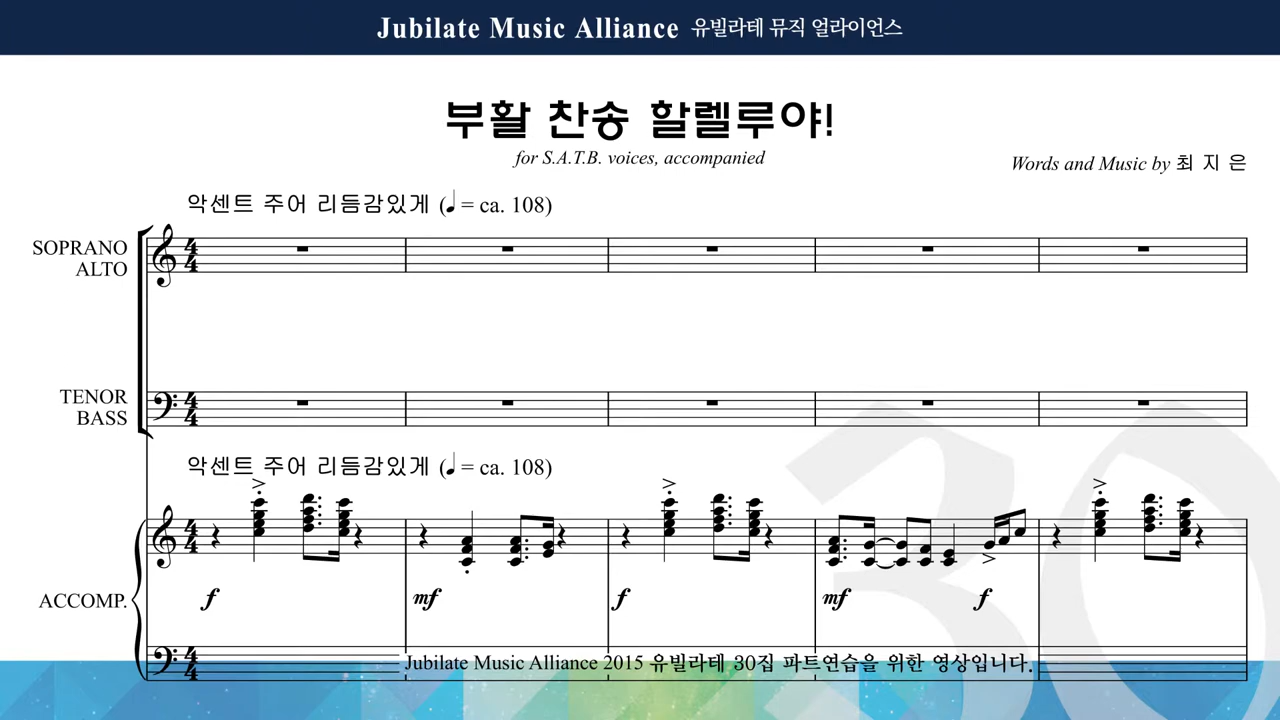 Jubilate Music Alliance 유빌라테 뮤직 얼라이언스
부활 찬송 할렐루야!
for S.A.T.B. voices, accompanied
Words and Music by 최 지 은
악센트 주어 리듬감있게 (♩ = ca. 108)
SOPRANO
ALTO
TENOR
BASS
악센트 주어 리듬감있게 (♩ = ca. 108)
f mf f mf f
ACCOMP.
Jubilate Music Alliance 2015 유빌라테 30집 파트연습을 위한 영상입니다.
30